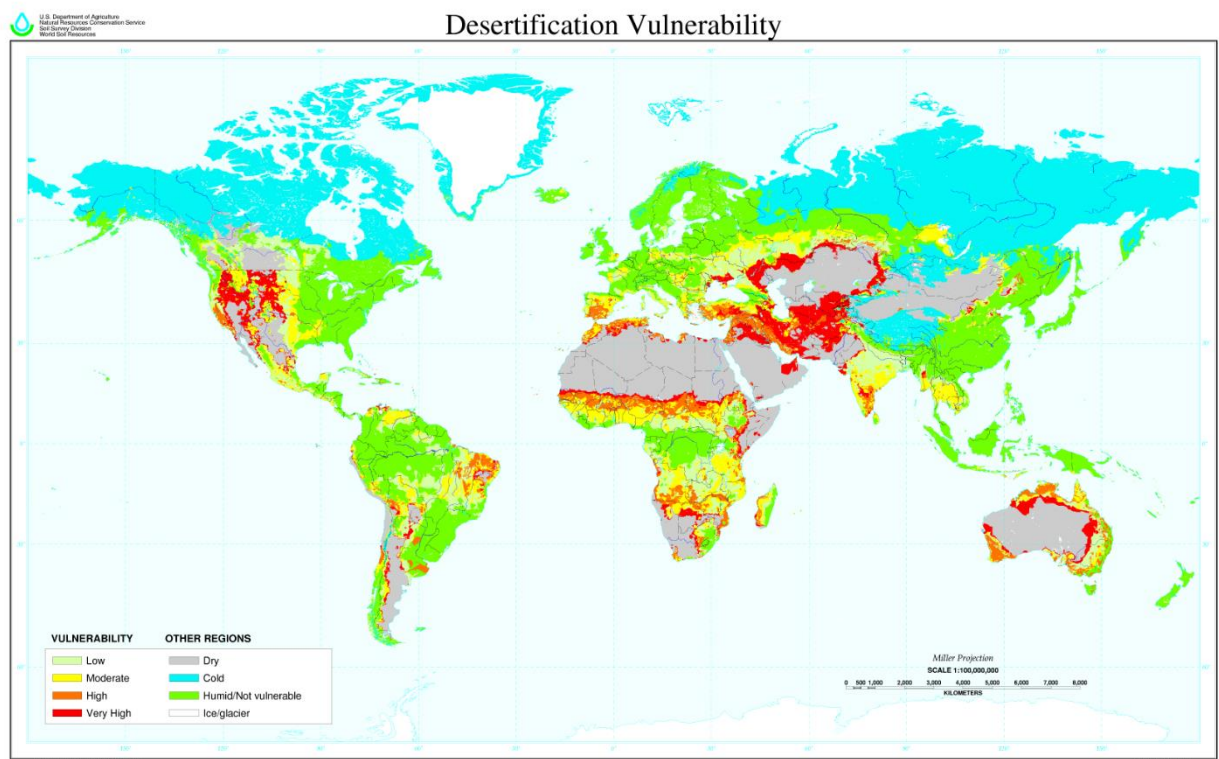 U.S. Department of Agriculture
Natural Resources Conservation Service
Soil Survey Division
World Soil Resources
Desertification Vulnerability
VULNERABILITY OTHER REGIONS
Low Dry
Moderate Cold
High Humid/Not vulnerable
Very High Ice/glacier
Miller Projection
SCALE 1:100,000,000
0 500 1,000 2,000 3,000 4,000 5,000 6,000 7,000 8,000
KILOMETERS